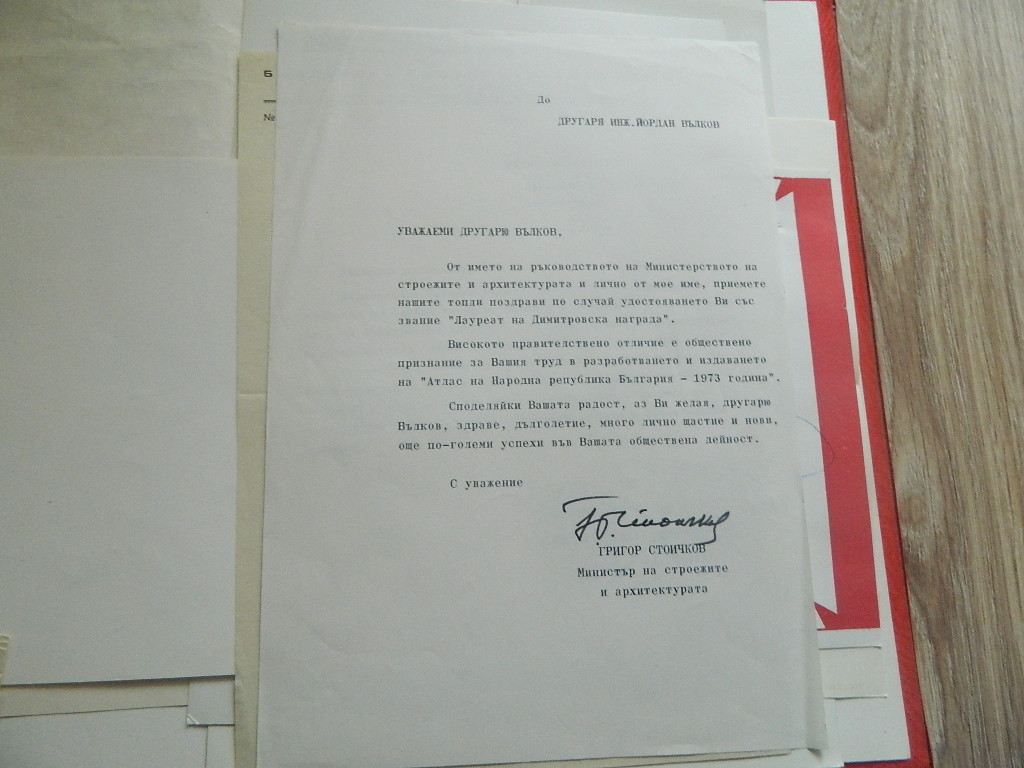 Б
№
До
ДРУГАРЯ ИНЖ.ЙОРДАН ВЪЛКОВ
УВАЖАЕМИ ДРУГАРЮ ВЪЛКОВ,
От името на ръководството на Министерството на
строежите и архитектурата и лично от мое име, приемете
нашите топли поздрави по случай удостояването Ви със
звание "Лауреат на Димитровска награда".
Високото правителствено отличие е обществено
признание за Вашия труд в разработването и издаването
на "Атлас на Народна република България - 1973 година".
Споделяйки Вашата радост, аз Ви желая, другарю
Вълков, здраве, дълголетие, много лично щастие и нови,
още по-големи успехи във Вашата обществена дейност.
С уважение
ГРИГОР СТОИЧКОВ
Министър на строежите
и архитектурата